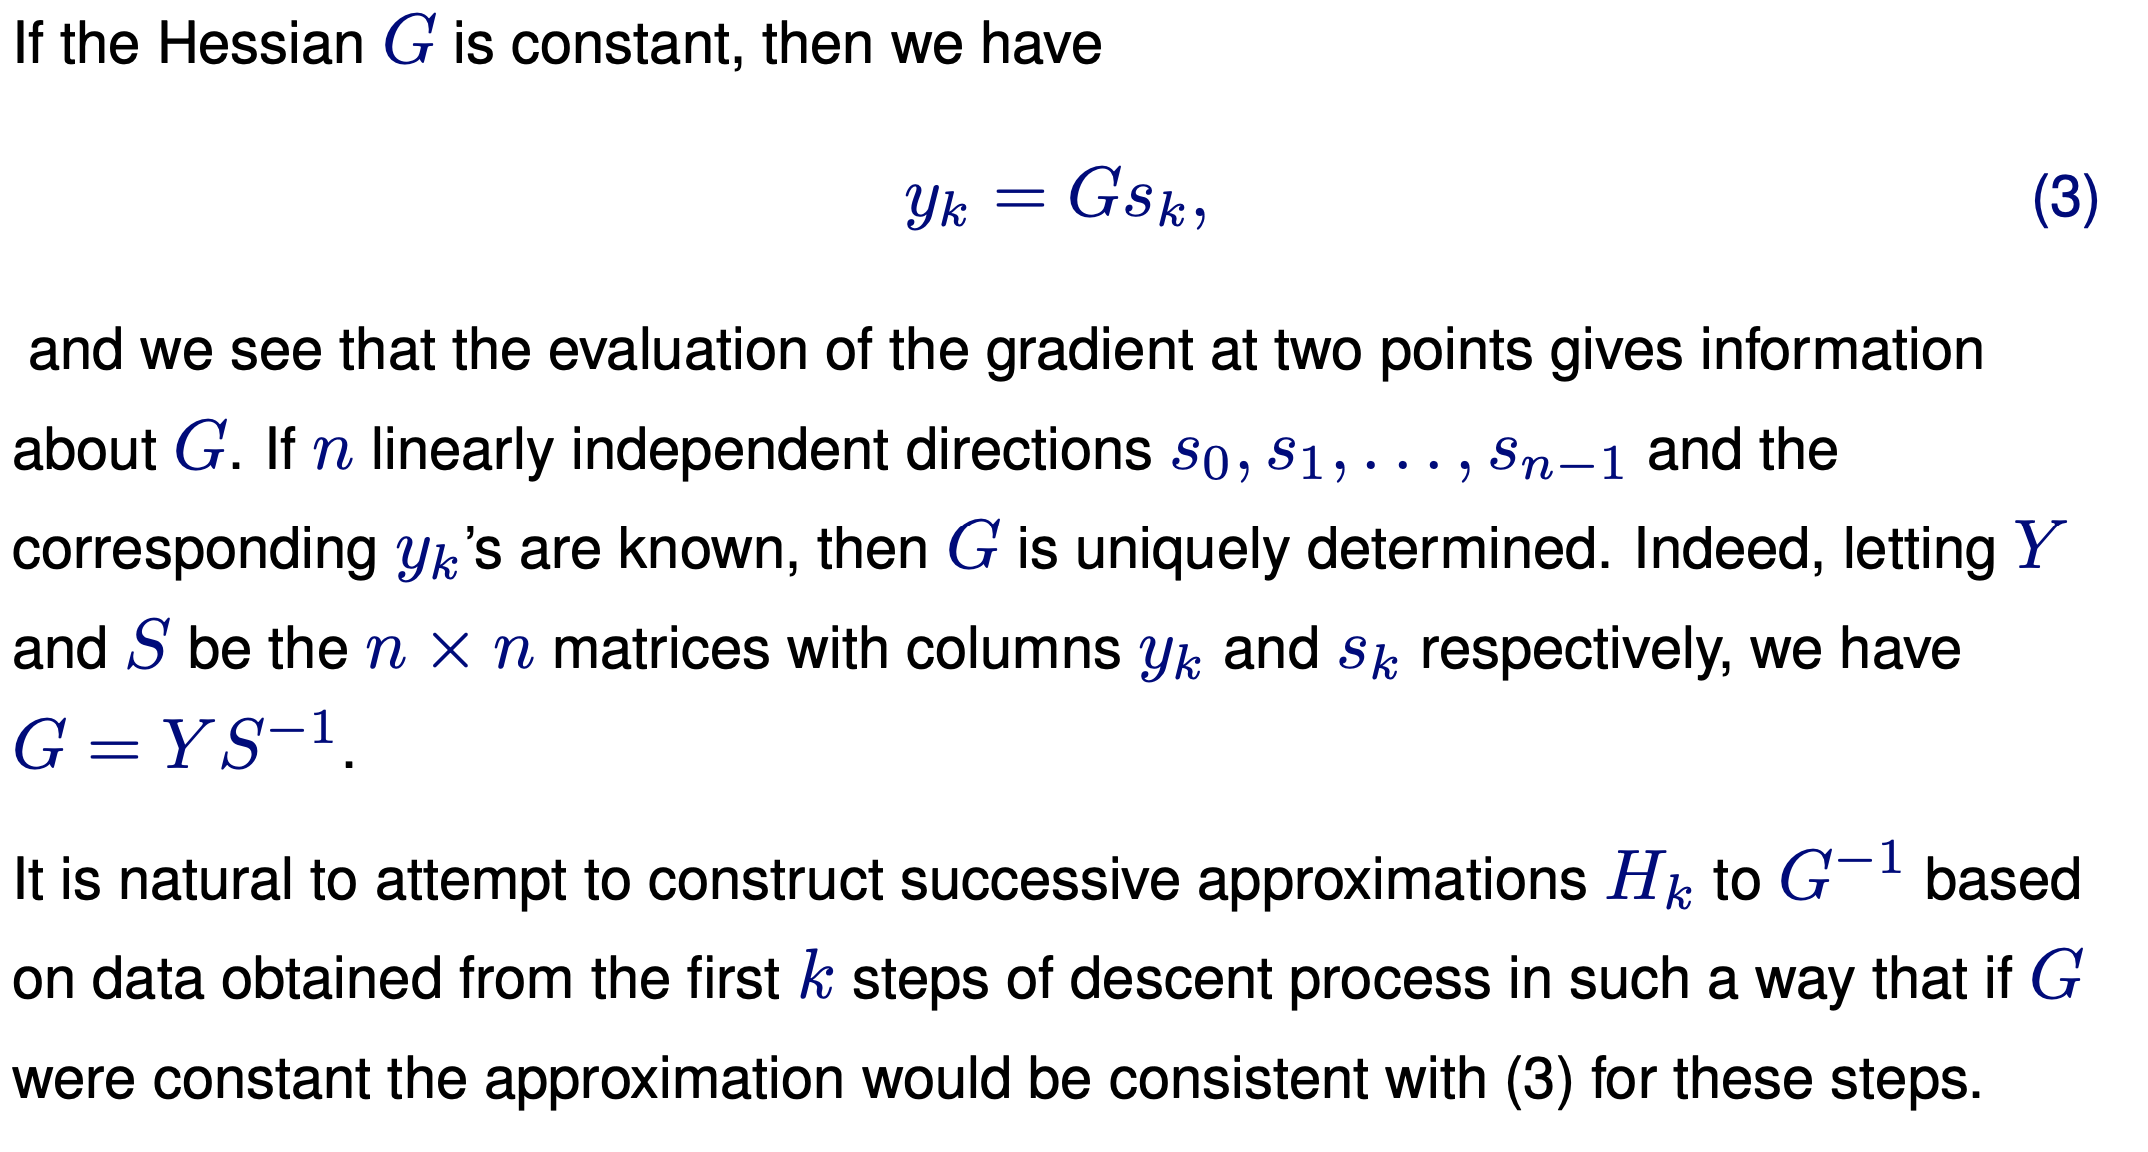 If the Hessian G is constant, then we have
y_k = Gs_k, (3)
and we see that the evaluation of the gradient at two points gives information
about G. If n linearly independent directions s_0, s_1, . . . , s_{n−1} and the
corresponding y_k’s are known, then G is uniquely determined. Indeed, letting Y
and S be the n × n matrices with columns y_k and s_k respectively, we have
G = Y S^{−1}.
It is natural to attempt to construct successive approximations H_k to G^{−1} based
on data obtained from the first k steps of descent process in such a way that if G
were constant the approximation would be consistent with (3) for these steps.